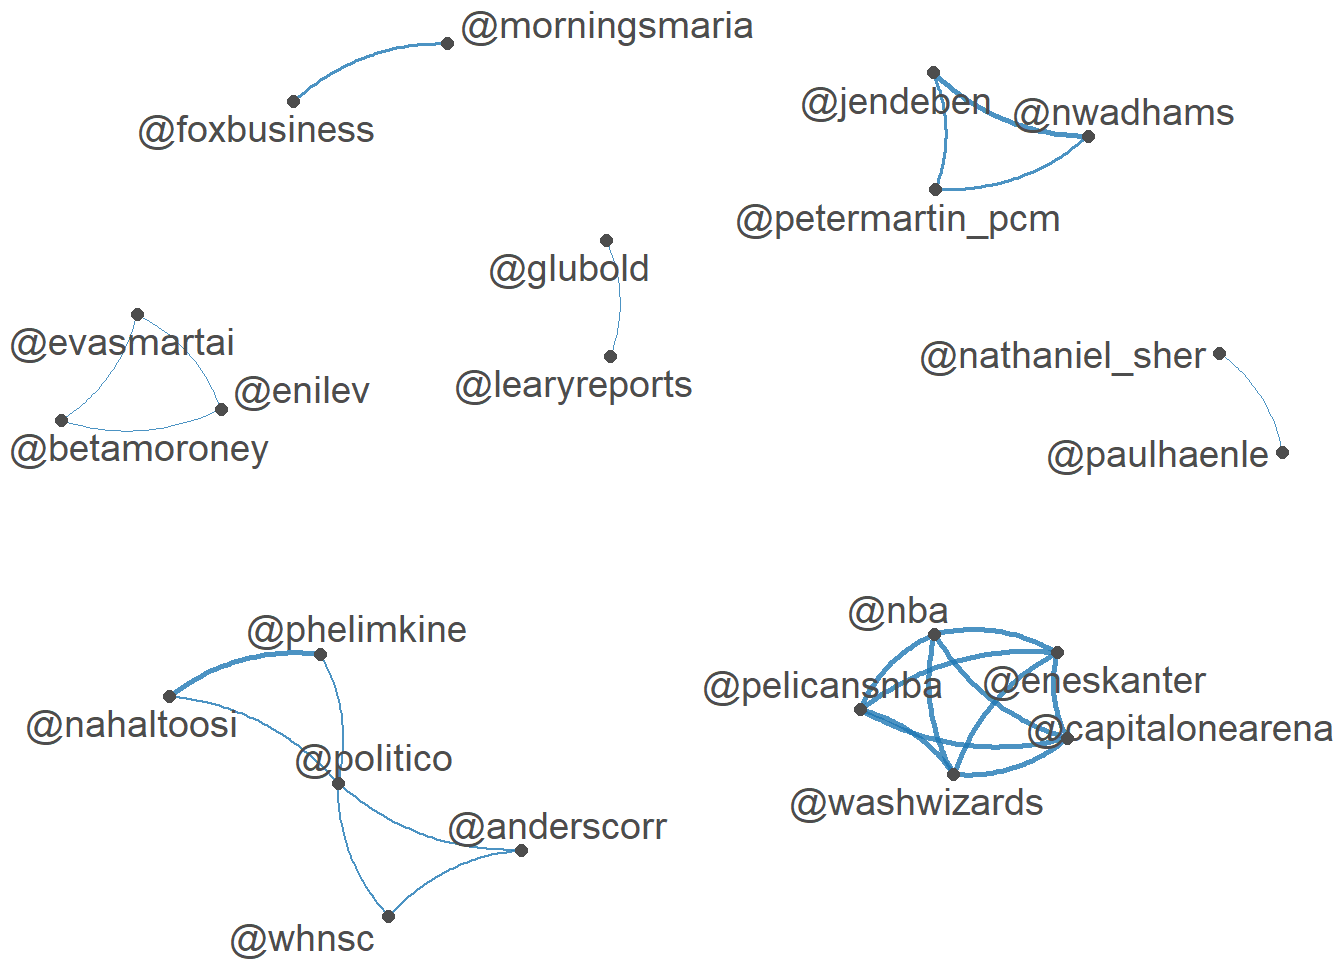 @morningsmaria
@foxbusiness
@jendeben
@nwadhams
@petermartin_pcm
@glubold
@learyreports
@evasmartai
@enilev
@betamoroney
@nathaniel_sher
@paulhaenle
@phelimkine
@nahaltoosi
@politico
@anderscorr
@whnsc
@nba
@pelicansnba
@eneskanter
@capitalonearena
@washwizards